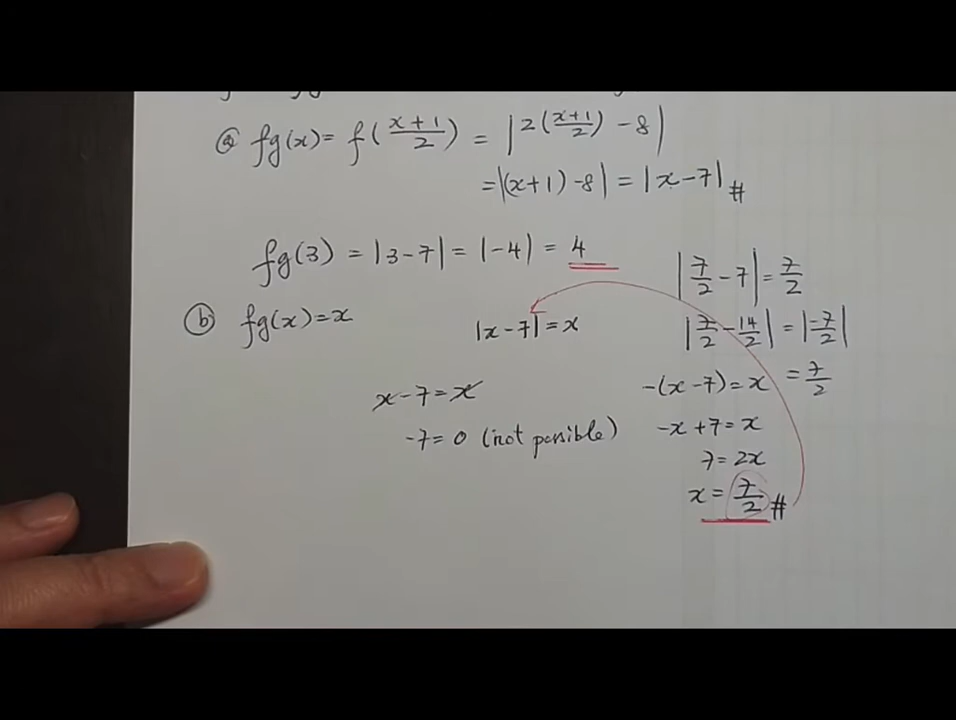 ⓐ fg(x) = f((x+1)/2) = |2((x+1)/2) - 8|
= |(x+1) - 8| = |x - 7| #
fg(3) = |3 - 7| = |-4| = 4
ⓑ fg(x) = x
|x - 7| = x
x - 7 = x
-7 = 0 (not possible)
|7/2 - 7| = 7/2
|7/2 - 14/2| = |-7/2|
= 7/2
-(x - 7) = x
-x + 7 = x
7 = 2x
x = 7/2 #